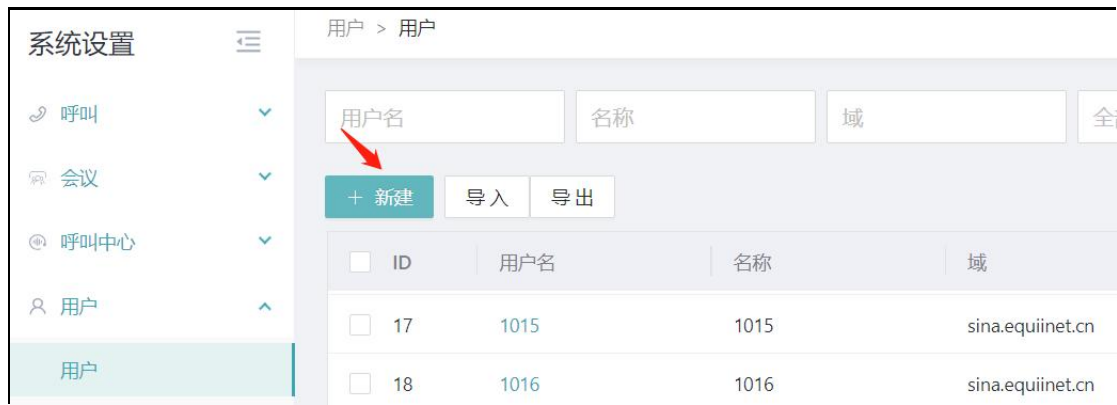 系统设置
呼叫
会议
呼叫中心
用户
用户
用户 > 用户
用户名 名称 域
+ 新建 导入 导出
ID 用户名 名称 域
17 1015 1015 sina.equiinet.cn
18 1016 1016 sina.equiinet.cn